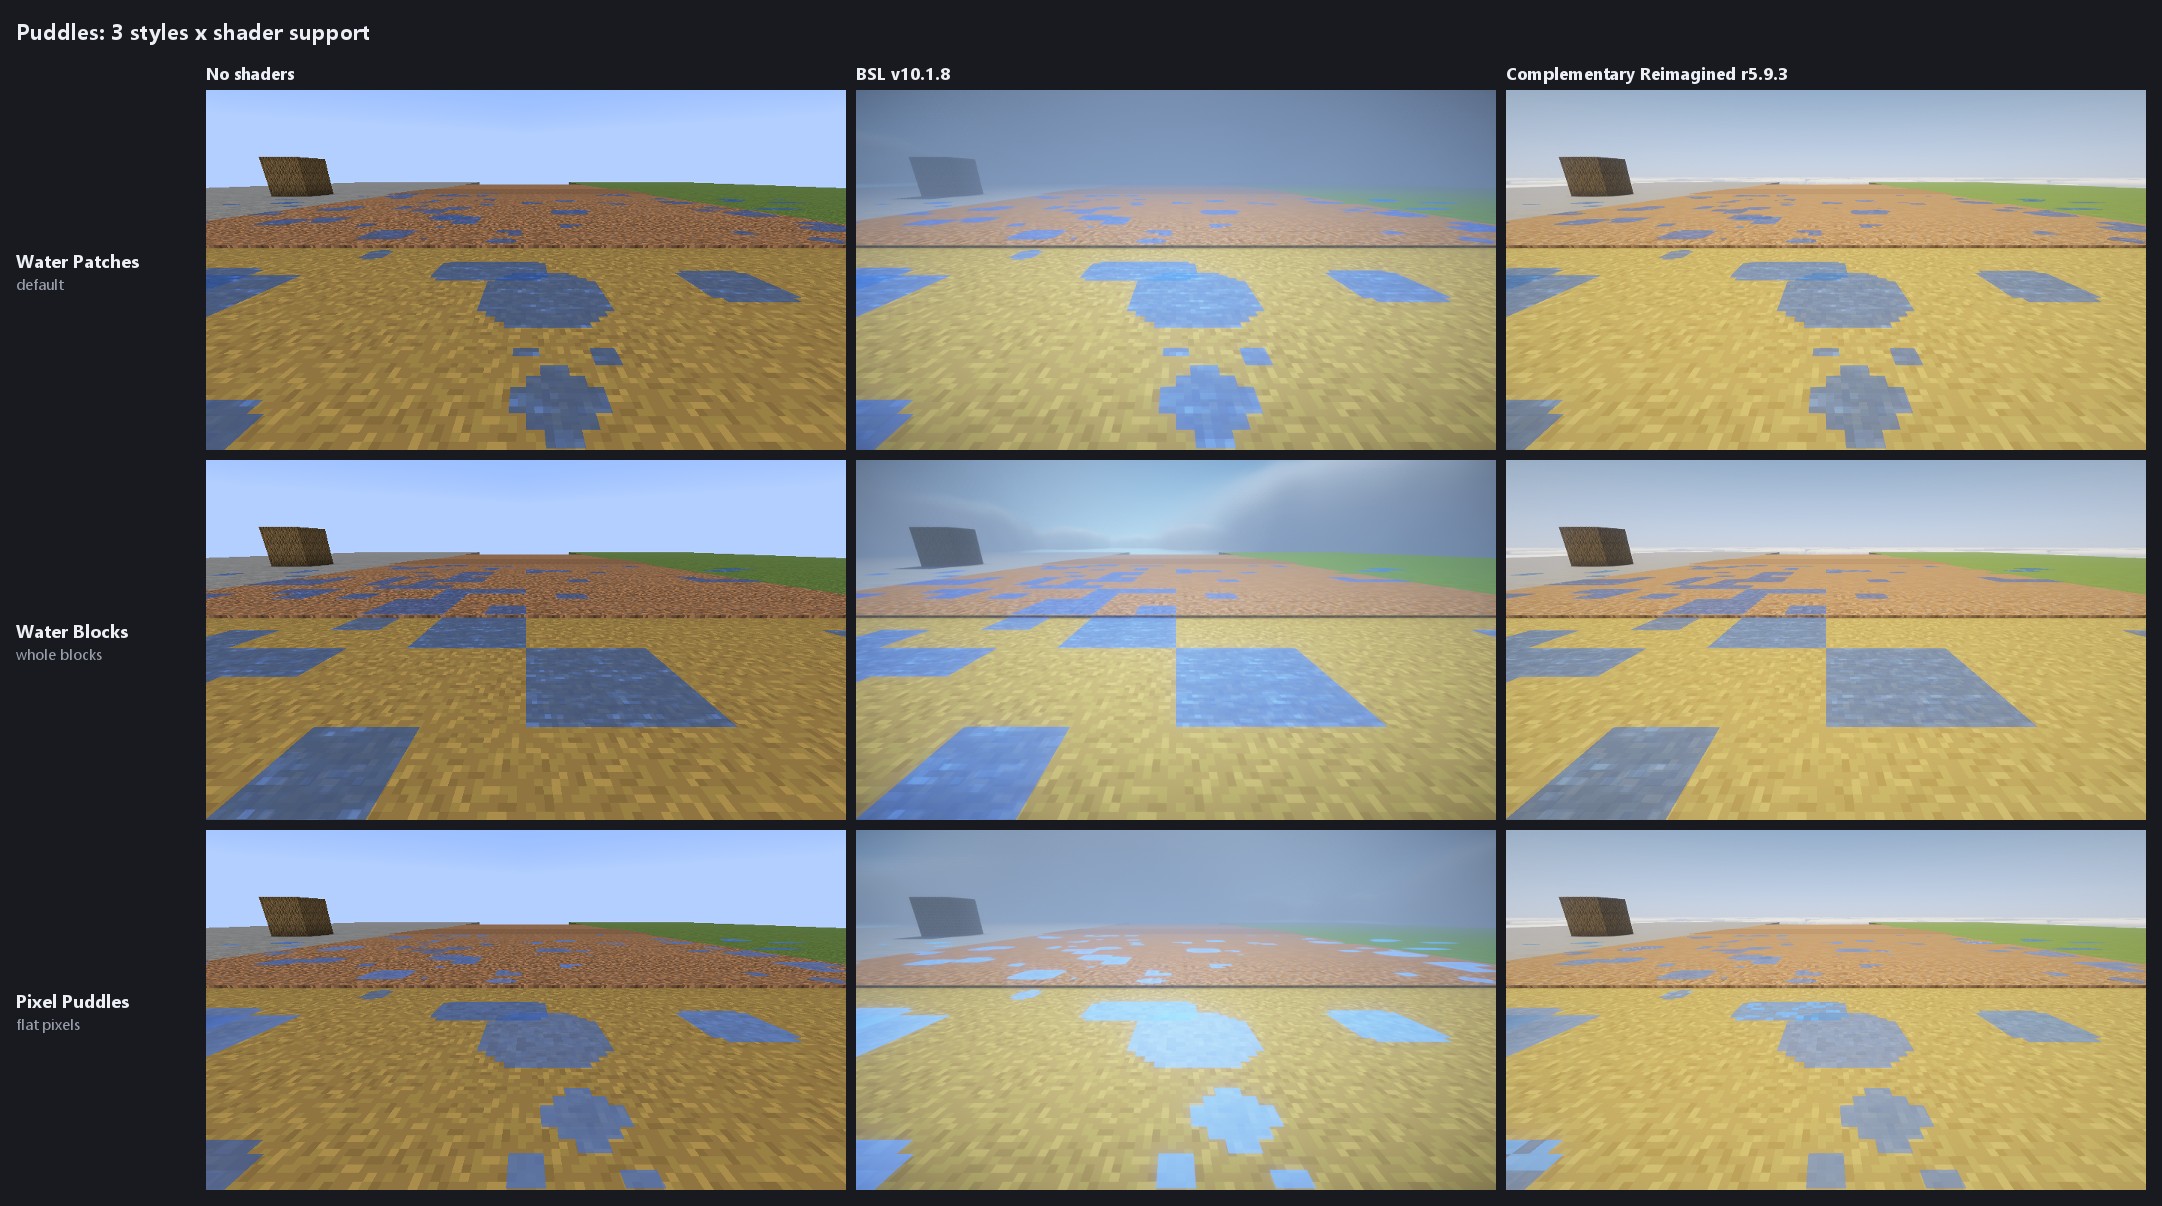 Puddles: 3 styles x shader support
No shaders
BSL v10.1.8
Complementary Reimagined r5.9.3
Water Patches
default
Water Blocks
whole blocks
Pixel Puddles
flat pixels